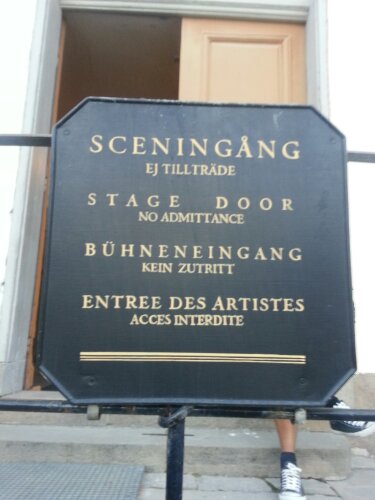 SCENINGÅNG
EJ TILLTRÄDE
STAGE DOOR
NO ADMITTANCE
BÜHNENEINGANG
KEIN ZUTRITT
ENTREE DES ARTISTES
ACCES INTERDITE